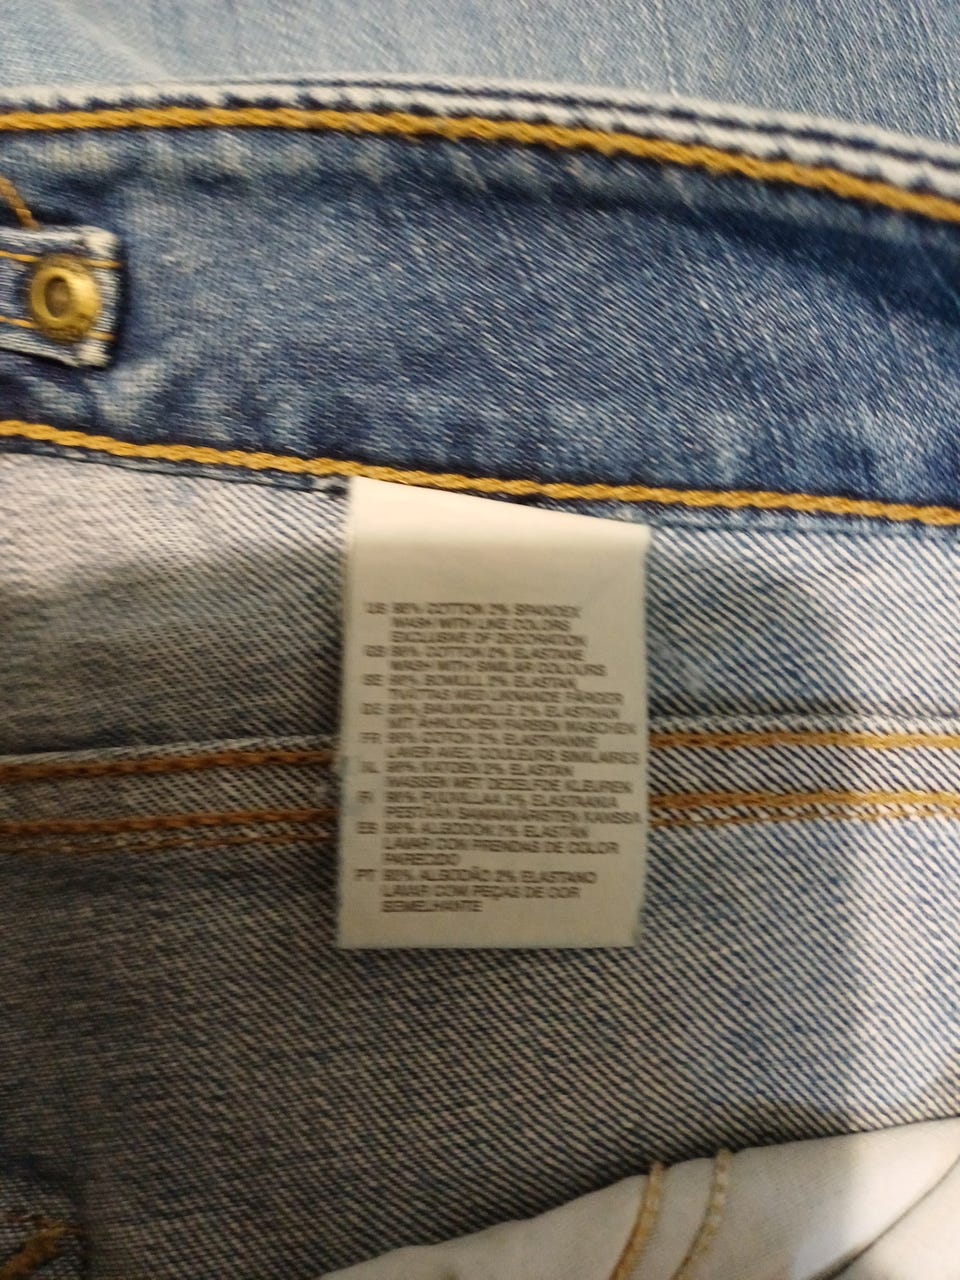 US 98% COTTON 2% SPANDEX
WASH WITH LIKE COLORS
EXCLUSIVE OF DECORATION
GB 98% COTTON 2% ELASTANE
WASH WITH SIMILAR COLOURS
SE 98% BOMULL 2% ELASTAN
TVÄTTAS MED LIKNANDE FÄRGER
DE 98% BAUMWOLLE 2% ELASTHAN
MIT ÄHNLICHEN FARBEN WASCHEN
FR 98% COTON 2% ELASTHANNE
LAVER AVEC COULEURS SIMILAIRES
NL 98% KATOEN 2% ELASTAN
WASSEN MET DEZELFDE KLEUREN
FI 98% PUUVILLAA 2% ELASTAANIA
PESTÄÄN SAMANVÄRISTEN KANSSA
ES 98% ALGODÓN 2% ELASTÁN
LAVAR CON PRENDAS DE COLOR
PARECIDO
PT 98% ALGODÃO 2% ELASTANO
LAVAR COM PEÇAS DE COR
SEMELHANTE